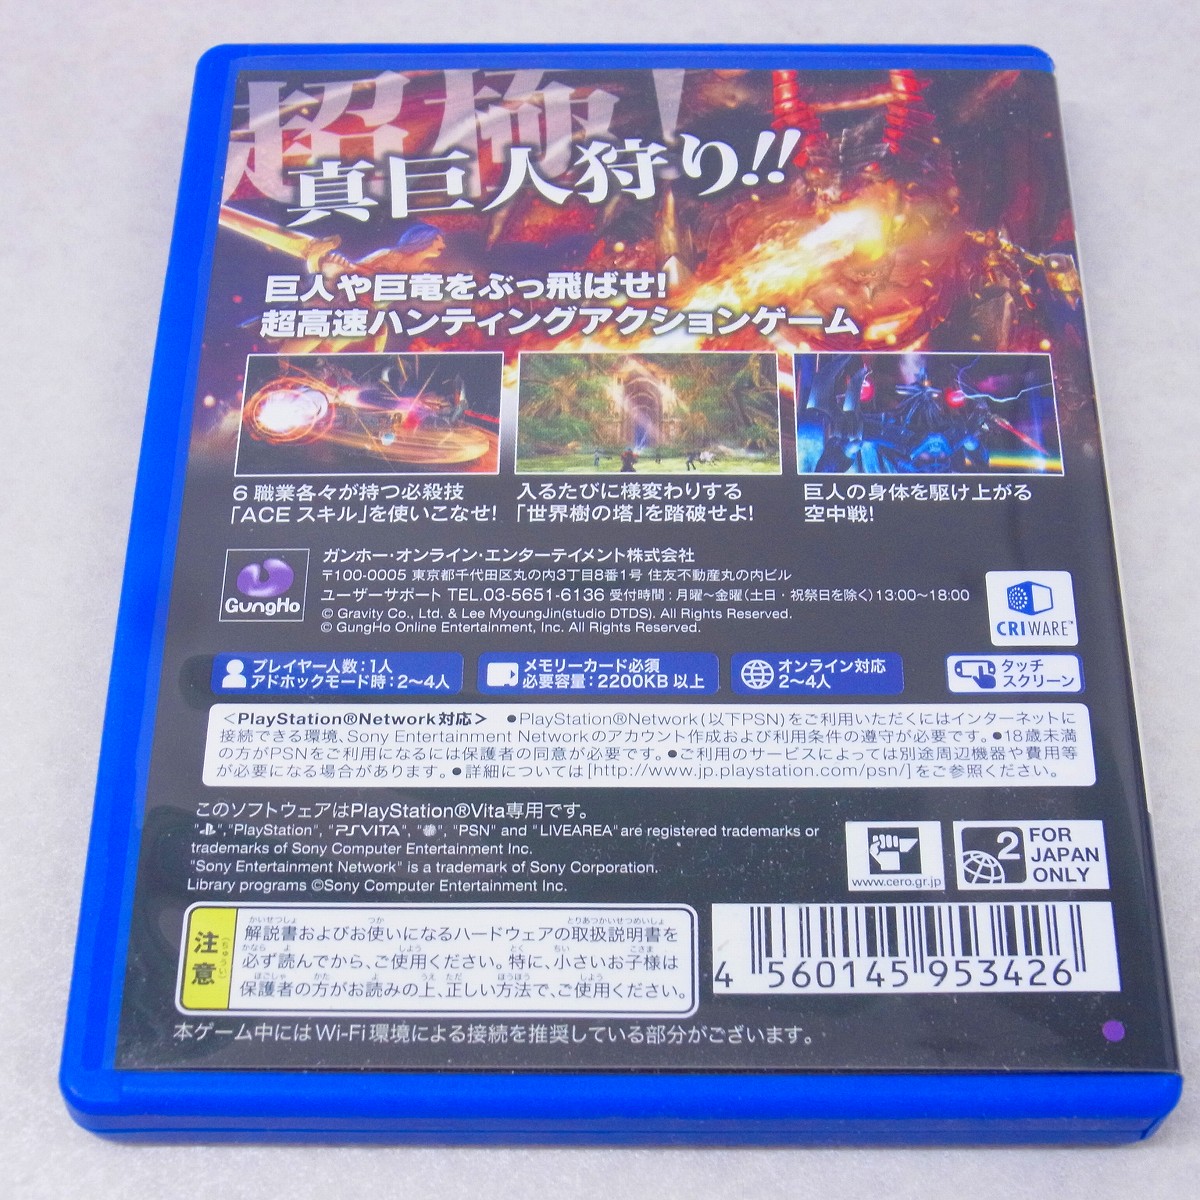 超極!
真巨人狩り!!
巨人や巨竜をぶっ飛ばせ!
超高速ハンティングアクションゲーム
6職業各々が持つ必殺技
「ACEスキル」を使いこなせ!
入るたびに様変わりする
「世界樹の塔」を踏破せよ!
巨人の身体を駆け上がる
空中戦!
GungHo
ガンホー・オンライン・エンターテイメント株式会社
〒100-0005 東京都千代田区丸の内3丁目8番1号 住友不動産丸の内ビル
ユーザーサポート TEL.03-5651-6136 受付時間:月曜～金曜(土日・祝祭日を除く)13:00～18:00
© Gravity Co., Ltd. & Lee MyoungJin(studio DTDS). All Rights Reserved.
© GungHo Online Entertainment, Inc. All Rights Reserved.
CRIWARE™
プレイヤー人数:1人
アドホックモード時:2～4人
メモリーカード必須
必要容量:2200KB以上
オンライン対応
2～4人
タッチ
スクリーン
<PlayStation®Network対応> ●PlayStation®Network(以下PSN)をご利用いただくにはインターネットに
接続できる環境、Sony Entertainment Networkのアカウント作成および利用条件の遵守が必要です。●18歳未満
の方がPSNをご利用になるには保護者の同意が必要です。●ご利用のサービスによっては別途周辺機器や費用等
が必要になる場合があります。●詳細については[http://www.jp.playstation.com/psn/]をご参照ください。
このソフトウェアはPlayStation®Vita専用です。
" ", "PlayStation", "PSVITA", " ", "PSN" and "LIVEAREA" are registered trademarks or
trademarks of Sony Computer Entertainment Inc.
"Sony Entertainment Network" is a trademark of Sony Corporation.
Library programs ©Sony Computer Entertainment Inc.
www.cero.gr.jp
2 FOR
JAPAN
ONLY
注意
解説書およびお使いになるハードウェアの取扱説明書を
必ず読んでから、ご使用ください。特に、小さいお子様は
保護者の方がお読みの上、正しい方法で、ご使用ください。
4 560145 953426
本ゲーム中にはWi-Fi環境による接続を推奨している部分がございます。